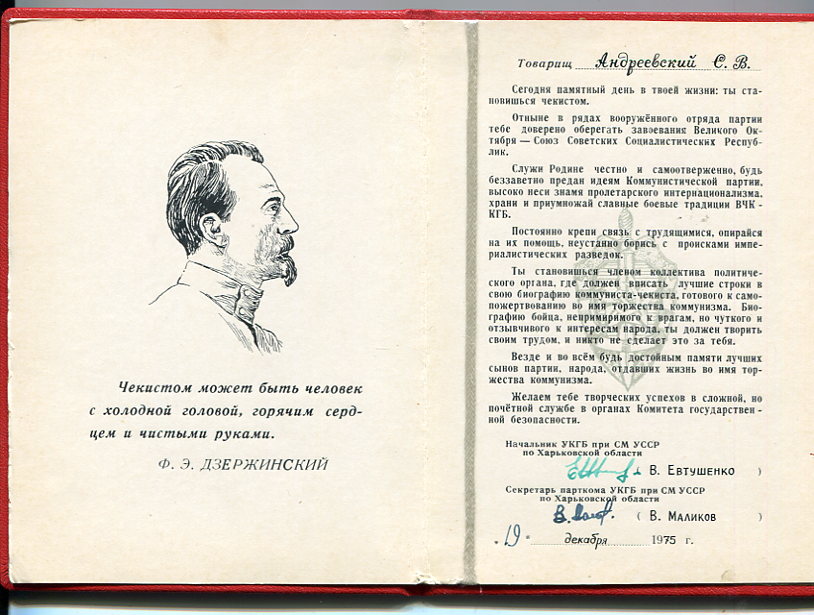 Чекистом может быть человек
с холодной головой, горячим серд-
цем и чистыми руками.
Ф. Э. ДЗЕРЖИНСКИЙ
Товарищ Андреевский С. В.
Сегодня памятный день в твоей жизни: ты ста-
новишься чекистом.
Отныне в рядах вооружённого отряда партии
тебе доверено оберегать завоевания Великого Ок-
тября — Союз Советских Социалистических Респуб-
лик.
Служи Родине честно и самоотверженно, будь
беззаветно предан идеям Коммунистической партии,
высоко неси знамя пролетарского интернационализма,
храни и приумножай славные боевые традиции ВЧК -
КГБ.
Постоянно крепи связь с трудящимися, опирайся
на их помощь, неустанно борись с происками импе-
риалистических разведок.
Ты становишься членом коллектива политиче-
ского органа, где должен вписать лучшие строки в
свою биографию коммуниста-чекиста, готового к само-
пожертвованию во имя торжества коммунизма. Био-
графию бойца, непримиримого к врагам, но чуткого и
отзывчивого к интересам народа, ты должен творить
своим трудом, и никто не сделает это за тебя.
Везде и во всём будь достойным памяти лучших
сынов партии, народа, отдавших жизнь во имя тор-
жества коммунизма.
Желаем тебе творческих успехов в сложной, но
почётной службе в органах Комитета государствен-
ной безопасности.
Начальник УКГБ при СМ УССР
по Харьковской области
( В. Евтушенко )
Секретарь парткома УКГБ при СМ УССР
по Харьковской области
( В. Маликов )
„19“ декабря 1975 г.